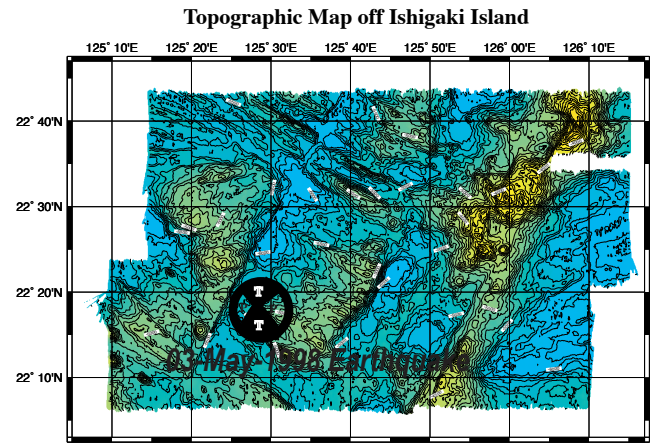 Topographic Map off Ishigaki Island
125˚ 10'E 125˚ 20'E 125˚ 30'E 125˚ 40'E 125˚ 50'E 126˚ 00'E 126˚ 10'E
22˚ 40'N
22˚ 30'N
22˚ 20'N
22˚ 10'N
T
T
03-May-1998 Earthquake